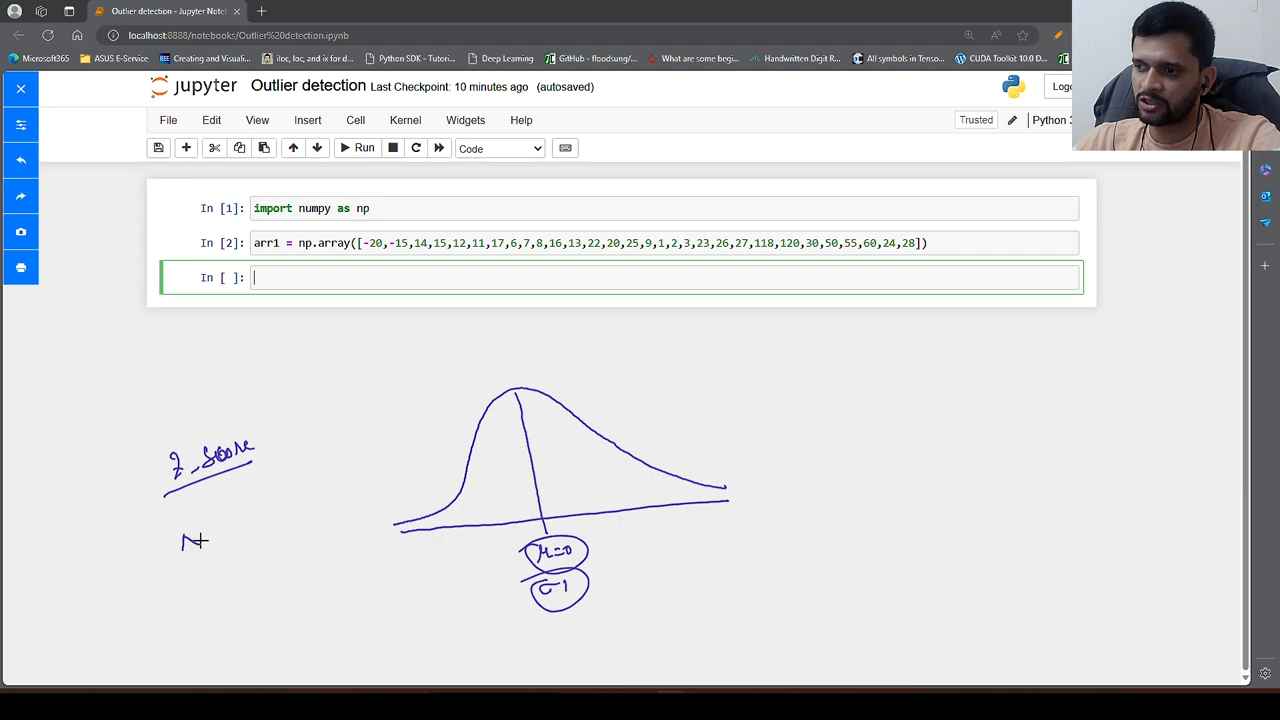 Outlier detection - Jupyter Note
localhost:8888/notebooks/Outlier%20detection.ipynb
Microsoft365 ASUS E-Service Creating and Visuali... iloc, loc, and ix for d... Python SDK - Tutori... Deep Learning GitHub - floodsung/... What are some begi... Handwritten Digit R... All symbols in Tenso... CUDA Toolkit 10.0 D...
jupyter Outlier detection Last Checkpoint: 10 minutes ago (autosaved) Logo
File Edit View Insert Cell Kernel Widgets Help Trusted Python 3
Run Code
In [1]: import numpy as np
In [2]: arr1 = np.array([-20,-15,14,15,12,11,17,6,7,8,16,13,22,20,25,9,1,2,3,23,26,27,118,120,30,50,55,60,24,28])
In [ ]:
Z-Score
N
μ=0
σ=1